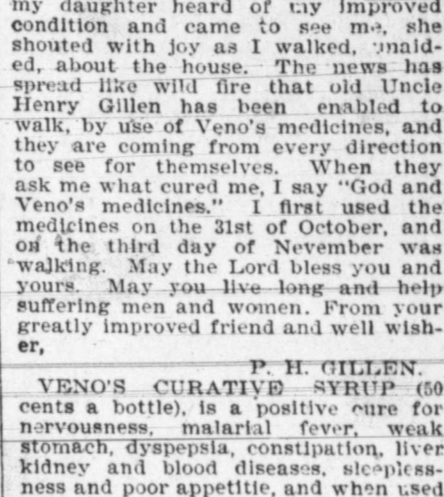 my daughter heard of my improved
condition and came to see me, she
shouted with joy as I walked, unaid-
ed, about the house. The news has
spread like wild fire that old Uncle
Henry Gillen has been enabled to
walk, by use of Veno's medicines, and
they are coming from every direction
to see for themselves. When they
ask me what cured me, I say "God and
Veno's medicines." I first used the
medicines on the 31st of October, and
on the third day of Nevember was
walking. May the Lord bless you and
yours. May you live long and help
suffering men and women. From your
greatly improved friend and well wish-
er,
P. H. GILLEN.
VENO'S CURATIVE SYRUP (50
cents a bottle), is a positive cure for
nervousness, malarial fever, weak
stomach, dyspepsia, constipation, liver
kidney and blood diseases, sleepless-
ness and poor appetitie, and when used